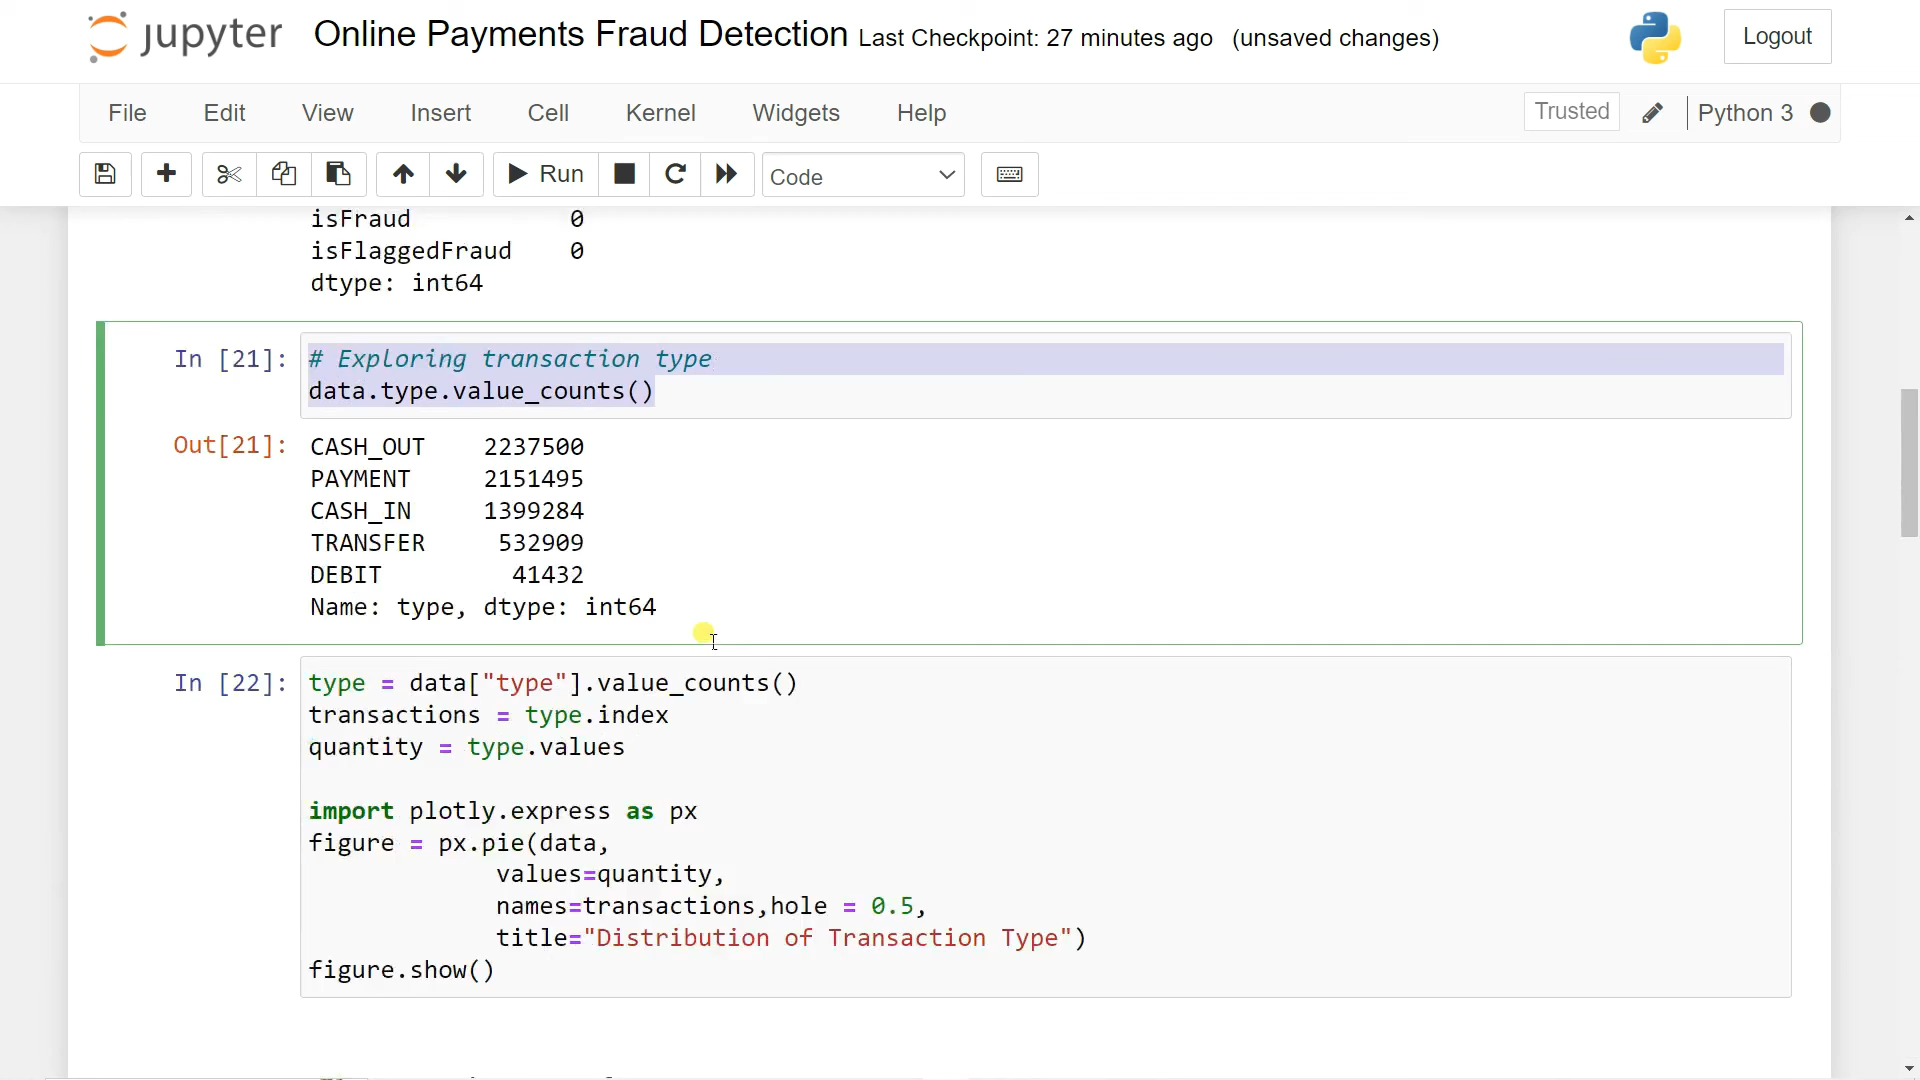 jupyter Online Payments Fraud Detection Last Checkpoint: 27 minutes ago (unsaved changes) Logout
File Edit View Insert Cell Kernel Widgets Help Trusted Python 3
Run Code
isFraud 0
isFlaggedFraud 0
dtype: int64
In [21]: # Exploring transaction type
data.type.value_counts()
Out[21]: CASH_OUT 2237500
PAYMENT 2151495
CASH_IN 1399284
TRANSFER 532909
DEBIT 41432
Name: type, dtype: int64
In [22]: type = data["type"].value_counts()
transactions = type.index
quantity = type.values
import plotly.express as px
figure = px.pie(data,
values=quantity,
names=transactions,hole = 0.5,
title="Distribution of Transaction Type")
figure.show()